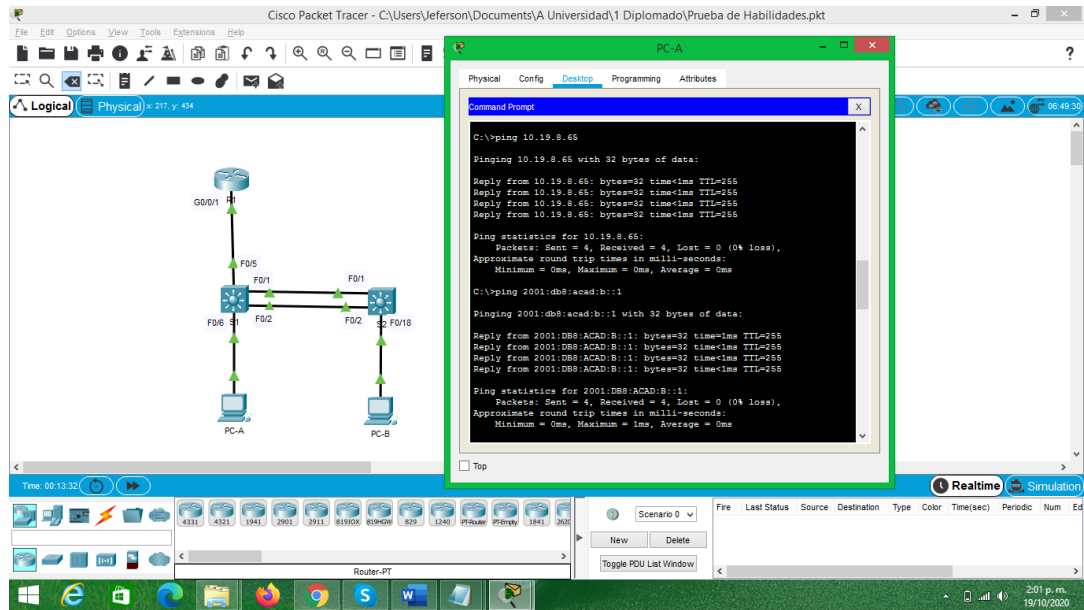 Cisco Packet Tracer - C:\Users\Jeferson\Documents\A Universidad\1 Diplomado\Prueba de Habilidades.pkt
File Edit Options View Tools Extensions Help
?
Logical Physical x: 217, y: 434
06:49:30
G0/0/1 R1
F0/5
F0/1 F0/1
F0/6 S1 F0/2 F0/2 S2 F0/18
PC-A
PC-B
PC-A
Physical Config Desktop Programming Attributes
Command Prompt X
C:\>ping 10.19.8.65
Pinging 10.19.8.65 with 32 bytes of data:
Reply from 10.19.8.65: bytes=32 time<1ms TTL=255
Reply from 10.19.8.65: bytes=32 time<1ms TTL=255
Reply from 10.19.8.65: bytes=32 time<1ms TTL=255
Reply from 10.19.8.65: bytes=32 time<1ms TTL=255
Ping statistics for 10.19.8.65:
Packets: Sent = 4, Received = 4, Lost = 0 (0% loss),
Approximate round trip times in milli-seconds:
Minimum = 0ms, Maximum = 0ms, Average = 0ms
C:\>ping 2001:db8:acad:b::1
Pinging 2001:db8:acad:b::1 with 32 bytes of data:
Reply from 2001:DB8:ACAD:B::1: bytes=32 time=1ms TTL=255
Reply from 2001:DB8:ACAD:B::1: bytes=32 time<1ms TTL=255
Reply from 2001:DB8:ACAD:B::1: bytes=32 time<1ms TTL=255
Reply from 2001:DB8:ACAD:B::1: bytes=32 time<1ms TTL=255
Ping statistics for 2001:DB8:ACAD:B::1:
Packets: Sent = 4, Received = 4, Lost = 0 (0% loss),
Approximate round trip times in milli-seconds:
Minimum = 0ms, Maximum = 1ms, Average = 0ms
Top
Time: 00:13:32
Realtime Simulation
4331 4321 1941 2901 2911 819IOX 819HGW 829 1240 PT-Router PT-Empty 1841 2620
Router-PT
Scenario 0
New Delete
Toggle PDU List Window
Fire Last Status Source Destination Type Color Time(sec) Periodic Num Ed
2:01 p. m.
19/10/2020